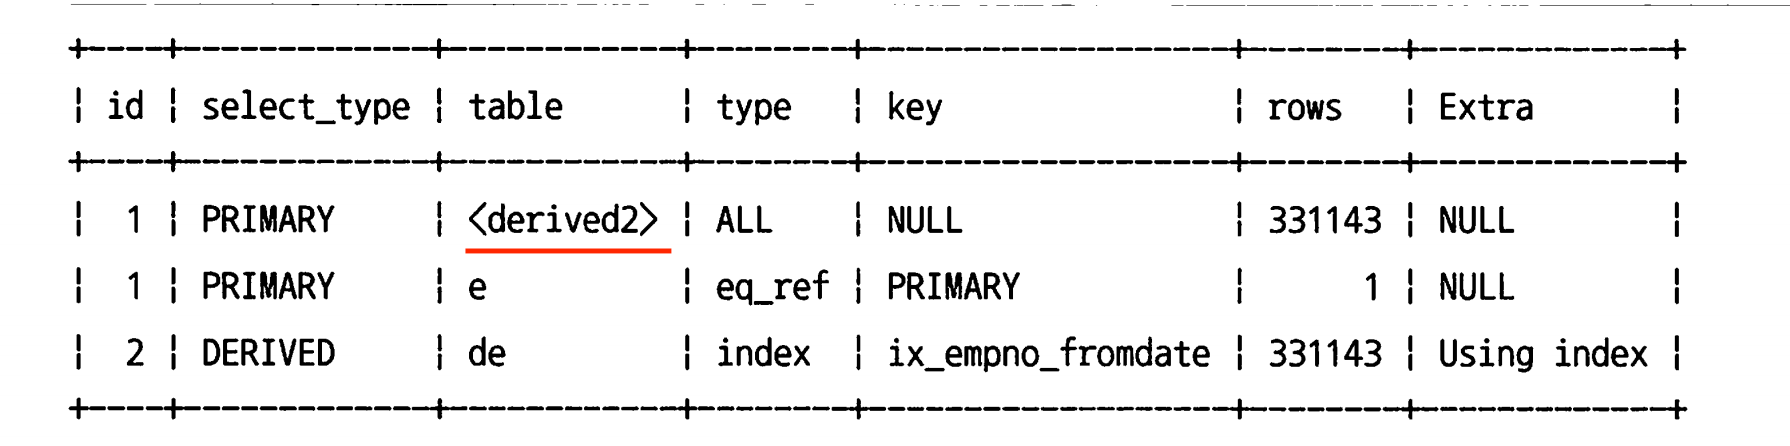 | id | select_type | table | type | key | rows | Extra |
| 1 | PRIMARY | <derived2> | ALL | NULL | 331143 | NULL |
| 1 | PRIMARY | e | eq_ref | PRIMARY | 1 | NULL |
| 2 | DERIVED | de | index | ix_empno_fromdate | 331143 | Using index |